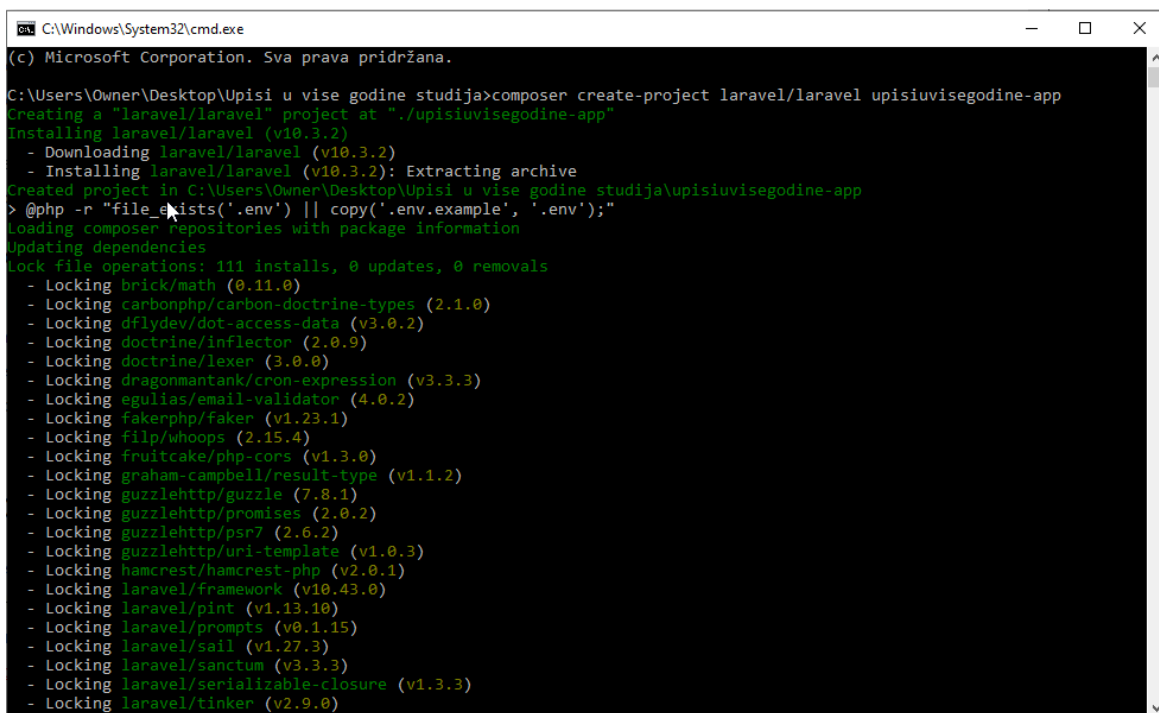 C:\Windows\System32\cmd.exe
(c) Microsoft Corporation. Sva prava pridržana.
C:\Users\Owner\Desktop\Upisi u vise godine studija>composer create-project laravel/laravel upisiuvisegodine-app
Creating a "laravel/laravel" project at "./upisiuvisegodine-app"
Installing laravel/laravel (v10.3.2)
  - Downloading laravel/laravel (v10.3.2)
  - Installing laravel/laravel (v10.3.2): Extracting archive
Created project in C:\Users\Owner\Desktop\Upisi u vise godine studija\upisiuvisegodine-app
> @php -r "file_exists('.env') || copy('.env.example', '.env');"
Loading composer repositories with package information
Updating dependencies
Lock file operations: 111 installs, 0 updates, 0 removals
  - Locking brick/math (0.11.0)
  - Locking carbonphp/carbon-doctrine-types (2.1.0)
  - Locking dflydev/dot-access-data (v3.0.2)
  - Locking doctrine/inflector (2.0.9)
  - Locking doctrine/lexer (3.0.0)
  - Locking dragonmantank/cron-expression (v3.3.3)
  - Locking egulias/email-validator (4.0.2)
  - Locking fakerphp/faker (v1.23.1)
  - Locking filp/whoops (2.15.4)
  - Locking fruitcake/php-cors (v1.3.0)
  - Locking graham-campbell/result-type (v1.1.2)
  - Locking guzzlehttp/guzzle (7.8.1)
  - Locking guzzlehttp/promises (2.0.2)
  - Locking guzzlehttp/psr7 (2.6.2)
  - Locking guzzlehttp/uri-template (v1.0.3)
  - Locking hamcrest/hamcrest-php (v2.0.1)
  - Locking laravel/framework (v10.43.0)
  - Locking laravel/pint (v1.13.10)
  - Locking laravel/prompts (v0.1.15)
  - Locking laravel/sail (v1.27.3)
  - Locking laravel/sanctum (v3.3.3)
  - Locking laravel/serializable-closure (v1.3.3)
  - Locking laravel/tinker (v2.9.0)